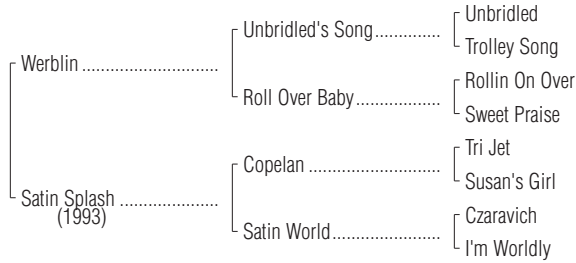 Unbridled
Unbridled's Song..............
Trolley Song
Werblin .............................
Rollin On Over
Roll Over Baby..................
Sweet Praise
Tri Jet
Copelan ............................
Susan's Girl
Satin Splash .....................
(1993)
Czaravich
Satin World.......................
I'm Worldly